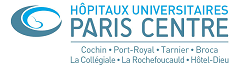 HÔPITAUX UNIVERSITAIRES
PARIS CENTRE
Cochin • Port-Royal • Tarnier • Broca
La Collégiale • La Rochefoucauld • Hôtel-Dieu